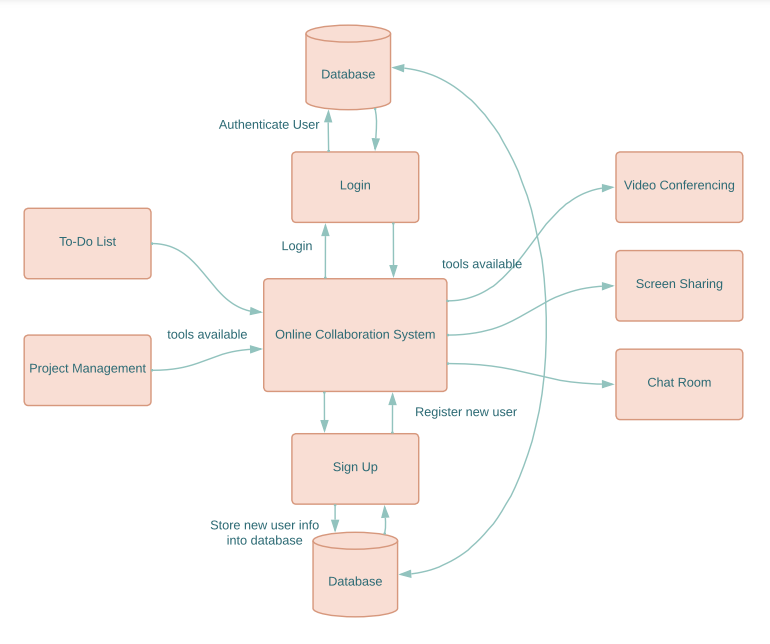 Database
Authenticate User
Login
Video Conferencing
To-Do List
Login
tools available
Screen Sharing
tools available
Online Collaboration System
Project Management
Chat Room
Register new user
Sign Up
Store new user info
into database
Database